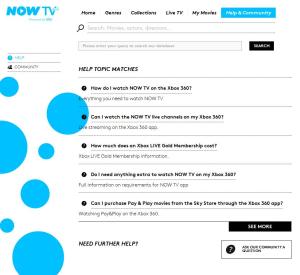 NOW TV
Powered by sky
Home Genres Collections Live TV My Movies Help & Community
Search: Movies, actors, directors...
Please enter your query to search our database
SEARCH
HELP
COMMUNITY
HELP TOPIC MATCHES
How do I watch NOW TV on the Xbox 360?
Everything you need to watch NOW TV.
Can I watch the NOW TV live channels on my Xbox 360?
Live streaming on the Xbox 360 app.
How much does an Xbox LIVE Gold Membership cost?
Xbox LIVE Gold Membership information.
Do I need anything extra to watch NOW TV on my Xbox 360?
Full information on requirements for NOW TV app
Can I purchase Pay & Play movies from the Sky Store through the Xbox 360 app?
Watching Pay&Play on the Xbox 360.
SEE MORE
NEED FURTHER HELP?
ASK OUR COMMUNITY A
QUESTION